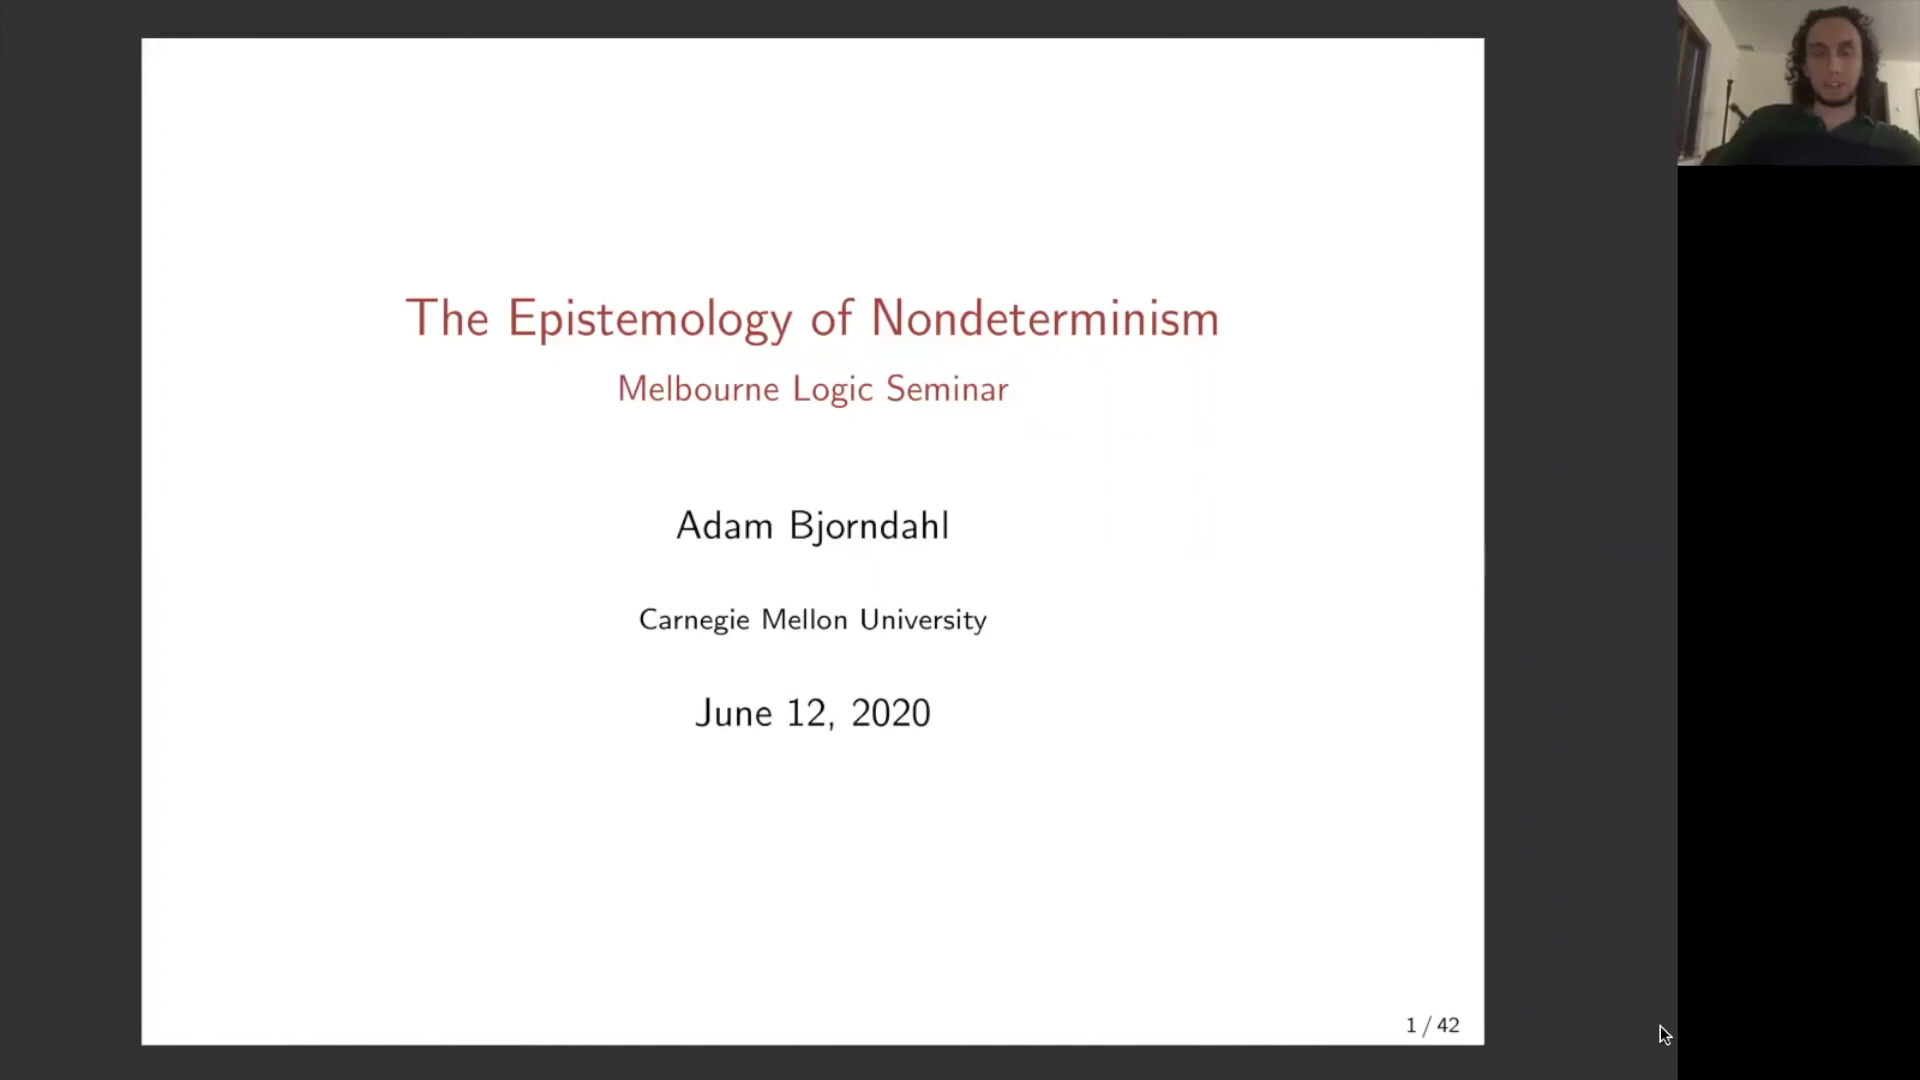 The Epistemology of Nondeterminism
Melbourne Logic Seminar
Adam Bjorndahl
Carnegie Mellon University
June 12, 2020
1 / 42